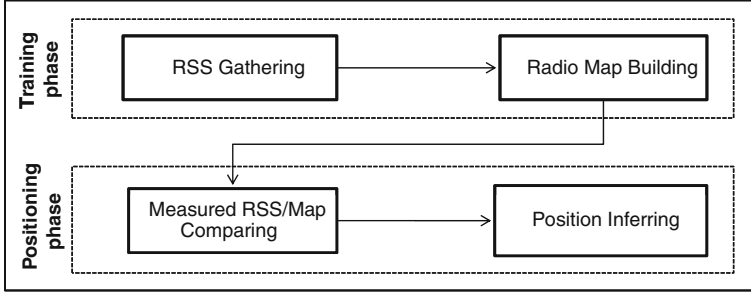 Training
phase
RSS Gathering
Radio Map Building
Positioning
phase
Measured RSS/Map
Comparing
Position Inferring